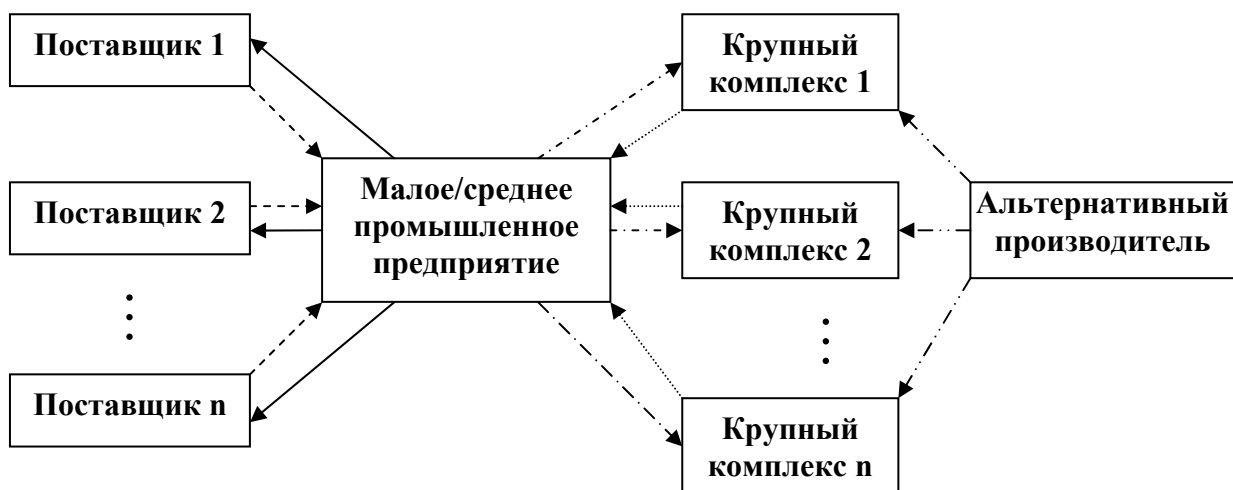 Поставщик 1
Поставщик 2
Поставщик n
Малое/среднее
промышленное
предприятие
Крупный
комплекс 1
Крупный
комплекс 2
Крупный
комплекс n
Альтернативный
производитель